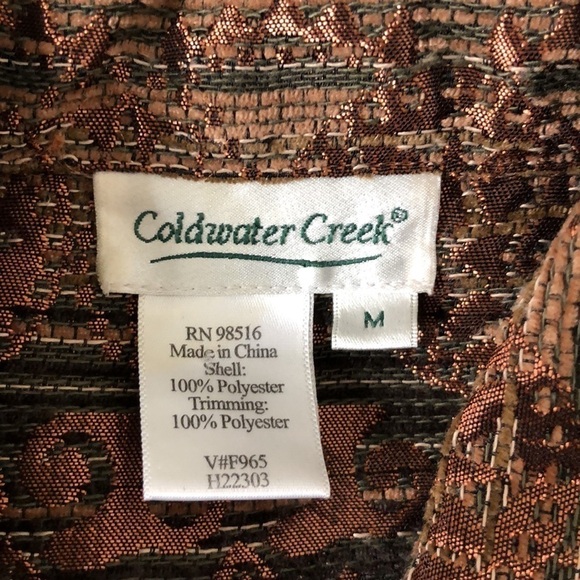 Coldwater Creek®
M
RN 98516
Made in China
Shell:
100% Polyester
Trimming:
100% Polyester
V#F965
H22303